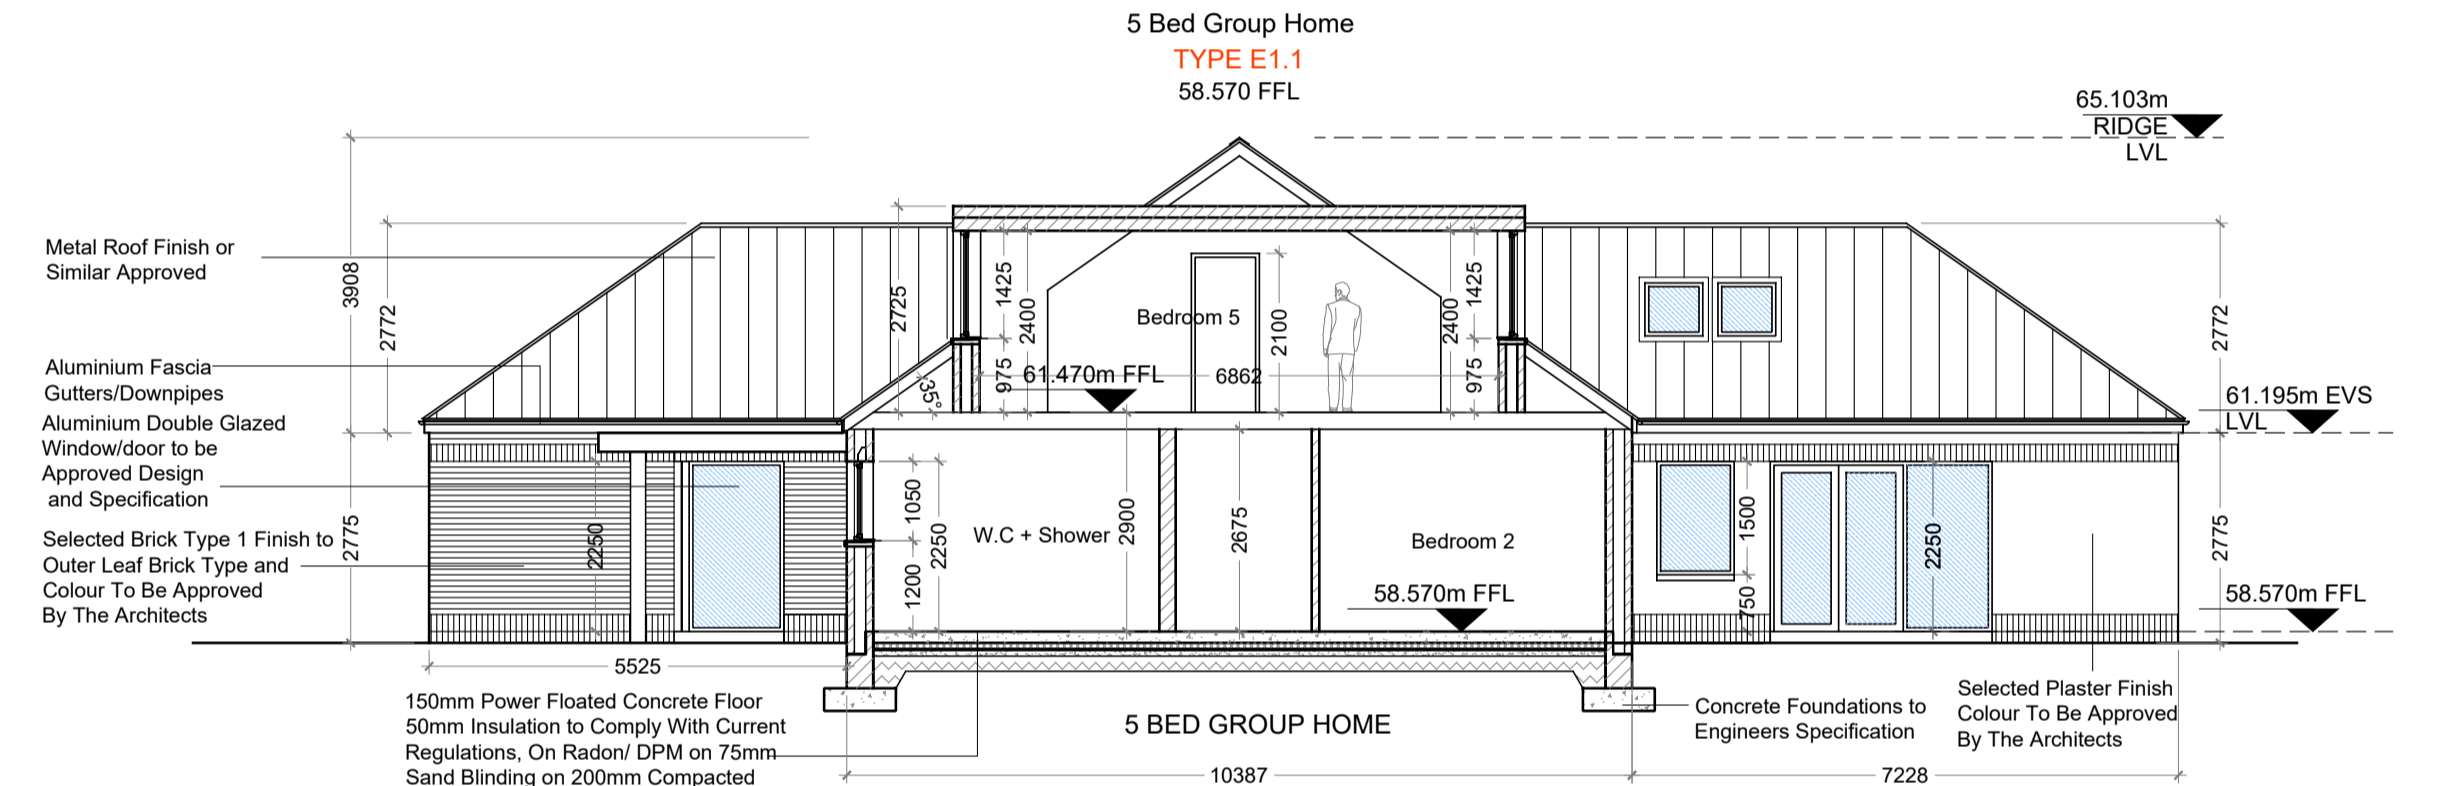 5 Bed Group Home
TYPE E1.1
58.570 FFL
65.103m
RIDGE
LVL
Metal Roof Finish or
Similar Approved
Aluminium Fascia
Gutters/Downpipes
Aluminium Double Glazed
Window/door to be
Approved Design
and Specification
Selected Brick Type 1 Finish to
Outer Leaf Brick Type and
Colour To Be Approved
By The Architects
3908
2772
2775
2725
35°
1425
2400
975
61.470m FFL
Bedroom 5
2100
6862
2400
1425
975
2772
61.195m EVS
LVL
2250
1050
1200
2250
W.C + Shower
2900
2675
Bedroom 2
58.570m FFL
1500
750
2250
2775
58.570m FFL
5525
150mm Power Floated Concrete Floor
50mm Insulation to Comply With Current
Regulations, On Radon/ DPM on 75mm
Sand Blinding on 200mm Compacted
5 BED GROUP HOME
Concrete Foundations to
Engineers Specification
Selected Plaster Finish
Colour To Be Approved
By The Architects
10387
7228